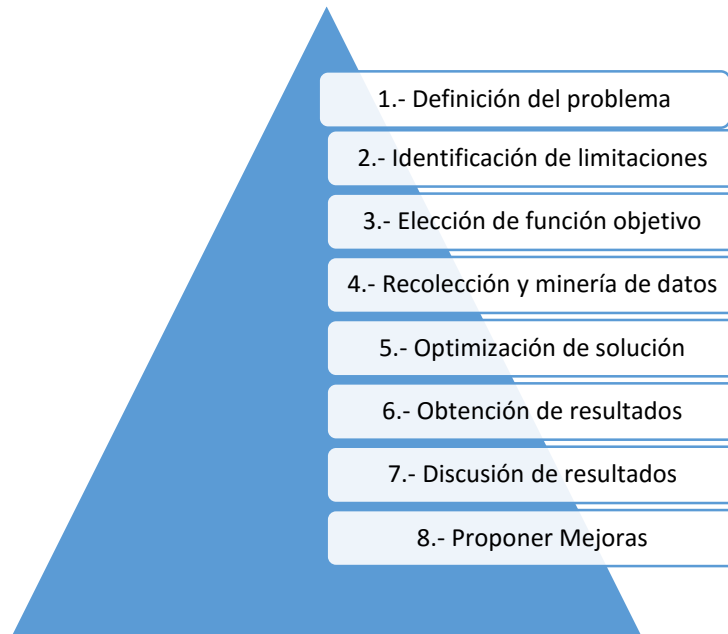 1.- Definición del problema
2.- Identificación de limitaciones
3.- Elección de función objetivo
4.- Recolección y minería de datos
5.- Optimización de solución
6.- Obtención de resultados
7.- Discusión de resultados
8.- Proponer Mejoras